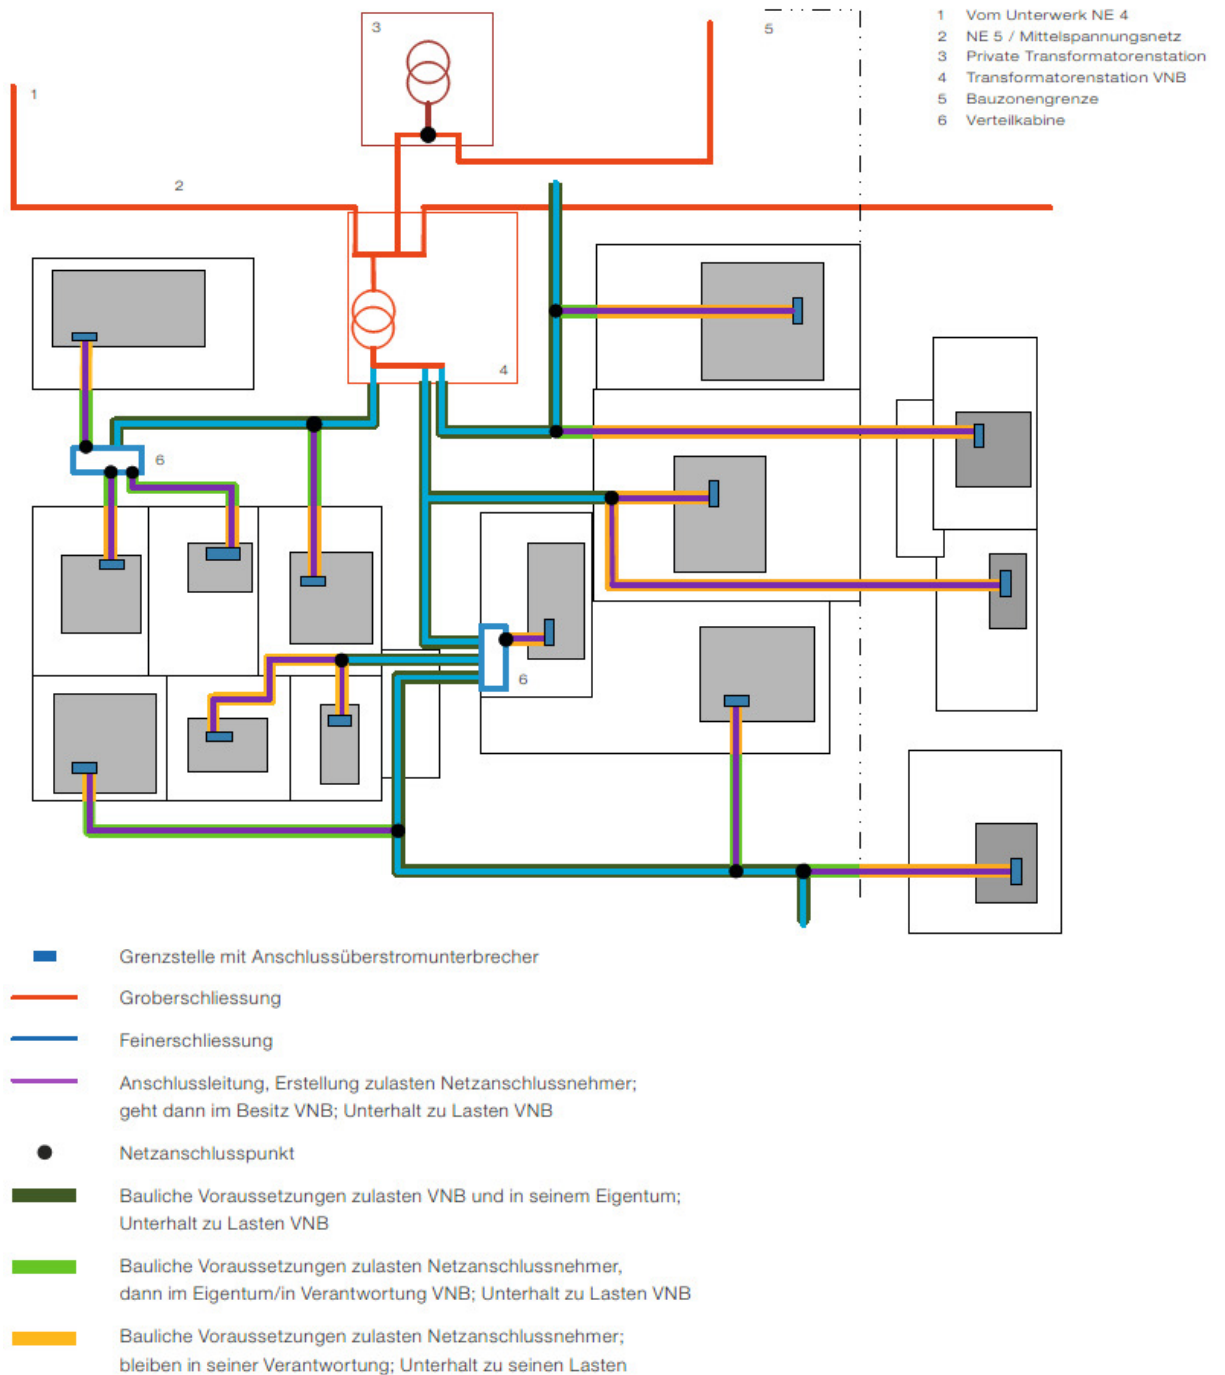 1 Vom Unterwerk NE 4
2 NE 5 / Mittelspannungsnetz
3 Private Transformatorenstation
4 Transformatorenstation VNB
5 Bauzonengrenze
6 Verteilkabine
3
5
1
2
4
6
6
Grenzstelle mit Anschlussüberstromunterbrecher
Groberschliessung
Feinerschliessung
Anschlussleitung, Erstellung zulasten Netzanschlussnehmer;
geht dann im Besitz VNB; Unterhalt zu Lasten VNB
Netzanschlusspunkt
Bauliche Voraussetzungen zulasten VNB und in seinem Eigentum;
Unterhalt zu Lasten VNB
Bauliche Voraussetzungen zulasten Netzanschlussnehmer,
dann im Eigentum/in Verantwortung VNB; Unterhalt zu Lasten VNB
Bauliche Voraussetzungen zulasten Netzanschlussnehmer;
bleiben in seiner Verantwortung; Unterhalt zu seinen Lasten